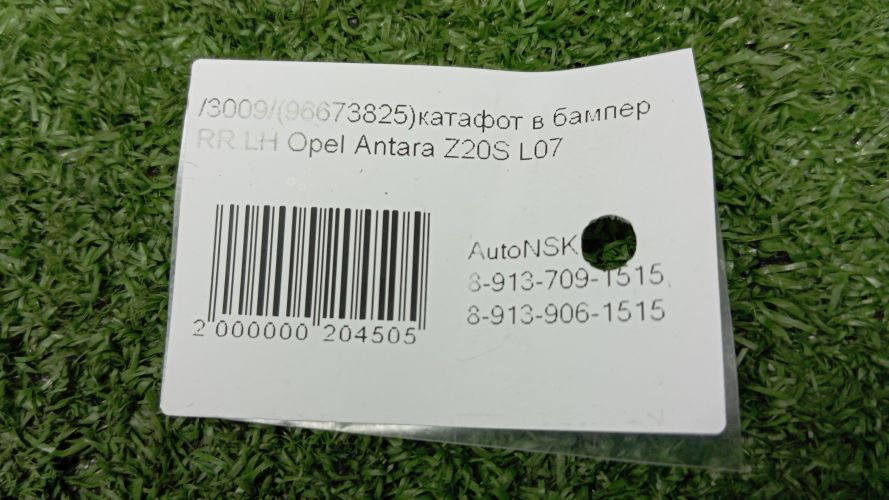 /3009/(96673825)катафот в бампер
RR LH Opel Antara Z20S L07
AutoNSK
8-913-709-1515,
8-913-906-1515
2 000000 204505